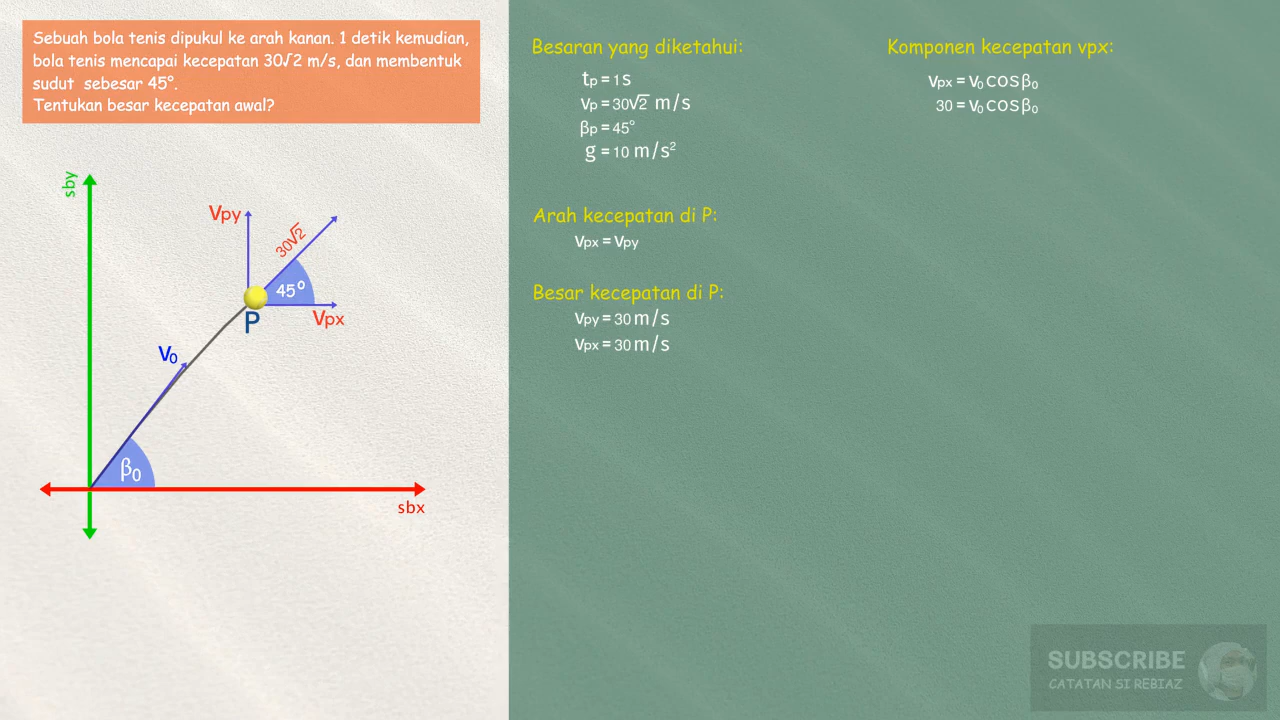 Sebuah bola tenis dipukul ke arah kanan. 1 detik kemudian,
bola tenis mencapai kecepatan 30√2 m/s, dan membentuk
sudut  sebesar 45°.
Tentukan besar kecepatan awal?
sby
Vpy
30√2
45°
P
Vpx
V₀
β₀
sbx
Besaran yang diketahui:
tp = 1 s
vp = 30√2 m/s
βp = 45°
g = 10 m/s²
Arah kecepatan di P:
vpx = vpy
Besar kecepatan di P:
vpy = 30 m/s
vpx = 30 m/s
Komponen kecepatan vpx:
vpx = v₀ cos β₀
30 = v₀ cos β₀
SUBSCRIBE
CATATAN SI REBIAZ